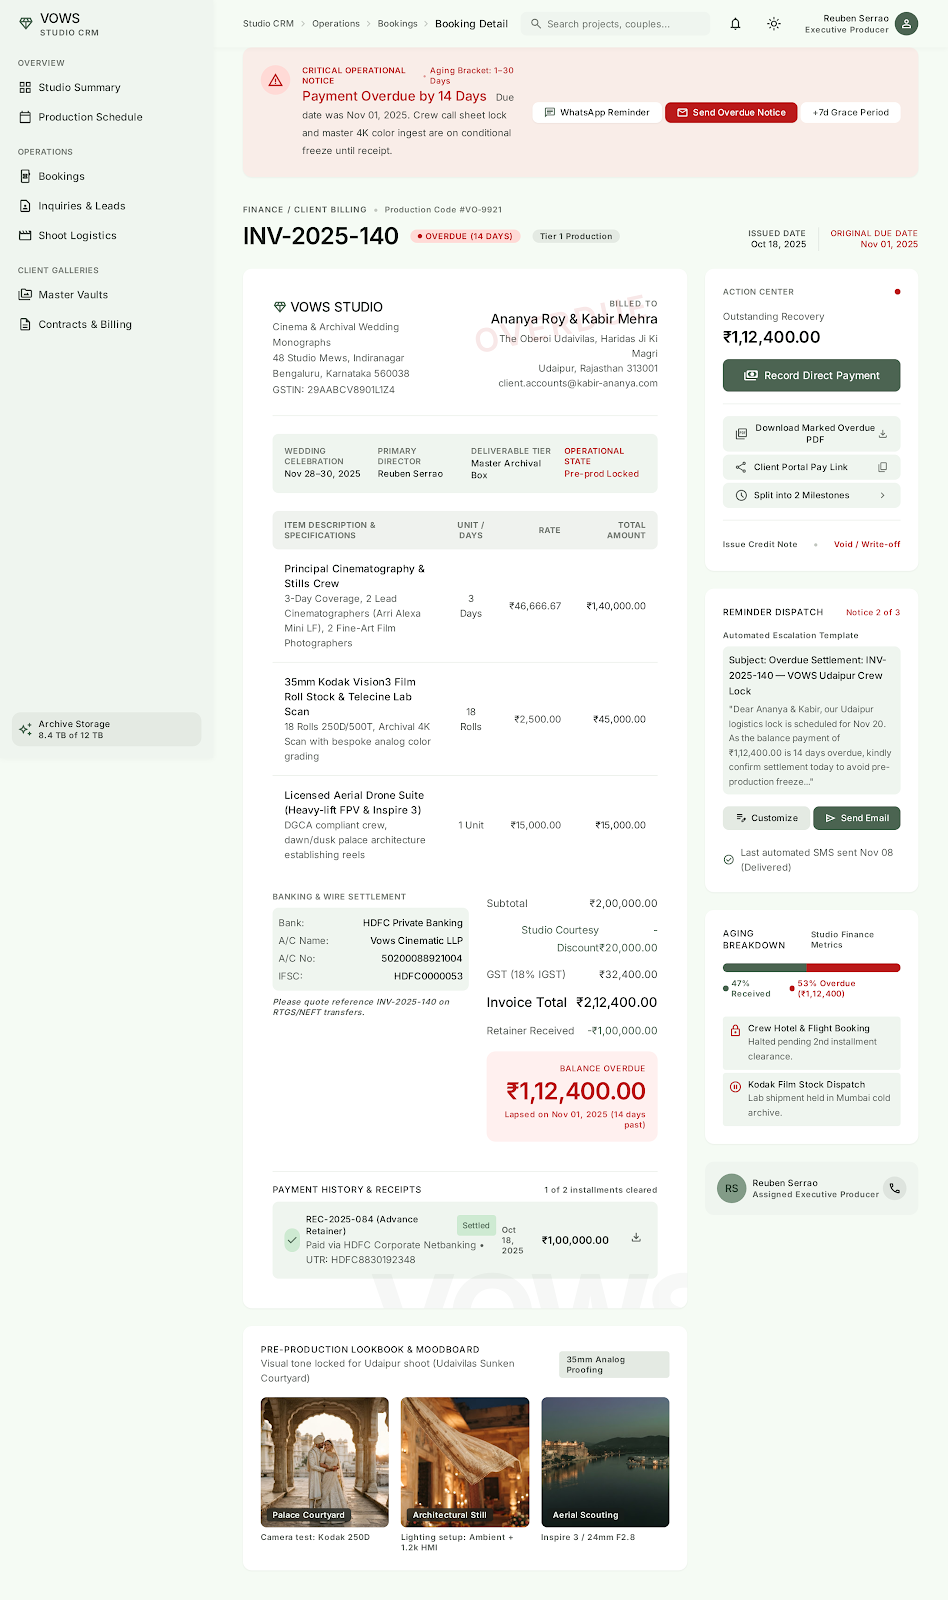 VOWS
STUDIO CRM
OVERVIEW
Studio Summary
Production Schedule
OPERATIONS
Bookings
Inquiries & Leads
Shoot Logistics
CLIENT GALLERIES
Master Vaults
Contracts & Billing
Archive Storage
8.4 TB of 12 TB
Studio CRM > Operations > Bookings > Booking Detail
Search projects, couples...
Reuben Serrao
Executive Producer
CRITICAL OPERATIONAL
NOTICE
• Aging Bracket: 1–30
Days
Payment Overdue by 14 Days Due
date was Nov 01, 2025. Crew call sheet lock
and master 4K color ingest are on conditional
freeze until receipt.
WhatsApp Reminder
Send Overdue Notice
+7d Grace Period
FINANCE / CLIENT BILLING • Production Code #VO-9921
INV-2025-140
• OVERDUE (14 DAYS)
Tier 1 Production
ISSUED DATE
Oct 18, 2025
ORIGINAL DUE DATE
Nov 01, 2025
VOWS STUDIO
Cinema & Archival Wedding
Monographs
48 Studio Mews, Indiranagar
Bengaluru, Karnataka 560038
GSTIN: 29AABCV8901L1Z4
OVERDUE
BILLED TO
Ananya Roy & Kabir Mehra
The Oberoi Udaivilas, Haridas Ji Ki
Magri
Udaipur, Rajasthan 313001
client.accounts@kabir-ananya.com
WEDDING
CELEBRATION
Nov 28–30, 2025
PRIMARY
DIRECTOR
Reuben Serrao
DELIVERABLE TIER
Master Archival
Box
OPERATIONAL
STATE
Pre-prod Locked
ITEM DESCRIPTION &
SPECIFICATIONS
UNIT /
DAYS
RATE
TOTAL
AMOUNT
Principal Cinematography &
Stills Crew
3-Day Coverage, 2 Lead
Cinematographers (Arri Alexa
Mini LF), 2 Fine-Art Film
Photographers
3
Days
₹46,666.67
₹1,40,000.00
35mm Kodak Vision3 Film
Roll Stock & Telecine Lab
Scan
18 Rolls 250D/500T, Archival 4K
Scan with bespoke analog color
grading
18
Rolls
₹2,500.00
₹45,000.00
Licensed Aerial Drone Suite
(Heavy-lift FPV & Inspire 3)
DGCA compliant crew,
dawn/dusk palace architecture
establishing reels
1 Unit
₹15,000.00
₹15,000.00
BANKING & WIRE SETTLEMENT
Bank: HDFC Private Banking
A/C Name: Vows Cinematic LLP
A/C No: 50200088921004
IFSC: HDFC0000053
Please quote reference INV-2025-140 on
RTGS/NEFT transfers.
Subtotal ₹2,00,000.00
Studio Courtesy -
Discount₹20,000.00
GST (18% IGST) ₹32,400.00
Invoice Total ₹2,12,400.00
Retainer Received -₹1,00,000.00
BALANCE OVERDUE
₹1,12,400.00
Lapsed on Nov 01, 2025 (14 days
past)
PAYMENT HISTORY & RECEIPTS
1 of 2 installments cleared
REC-2025-084 (Advance
Retainer)
Settled
Paid via HDFC Corporate Netbanking •
UTR: HDFC8830192348
Oct
18,
2025
₹1,00,000.00
VOWS
PRE-PRODUCTION LOOKBOOK & MOODBOARD
Visual tone locked for Udaipur shoot (Udaivilas Sunken
Courtyard)
35mm Analog
Proofing
Palace Courtyard
Camera test: Kodak 250D
Architectural Still
Lighting setup: Ambient +
1.2k HMI
Aerial Scouting
Inspire 3 / 24mm F2.8
ACTION CENTER
Outstanding Recovery
₹1,12,400.00
Record Direct Payment
Download Marked Overdue
PDF
Client Portal Pay Link
Split into 2 Milestones
Issue Credit Note • Void / Write-off
REMINDER DISPATCH
Notice 2 of 3
Automated Escalation Template
Subject: Overdue Settlement: INV-
2025-140 — VOWS Udaipur Crew
Lock
"Dear Ananya & Kabir, our Udaipur
logistics lock is scheduled for Nov 20.
As the balance payment of
₹1,12,400.00 is 14 days overdue, kindly
confirm settlement today to avoid pre-
production freeze..."
Customize
Send Email
Last automated SMS sent Nov 08
(Delivered)
AGING
BREAKDOWN
Studio Finance
Metrics
47%
Received
53% Overdue
(₹1,12,400)
Crew Hotel & Flight Booking
Halted pending 2nd installment
clearance.
Kodak Film Stock Dispatch
Lab shipment held in Mumbai cold
archive.
RS
Reuben Serrao
Assigned Executive Producer